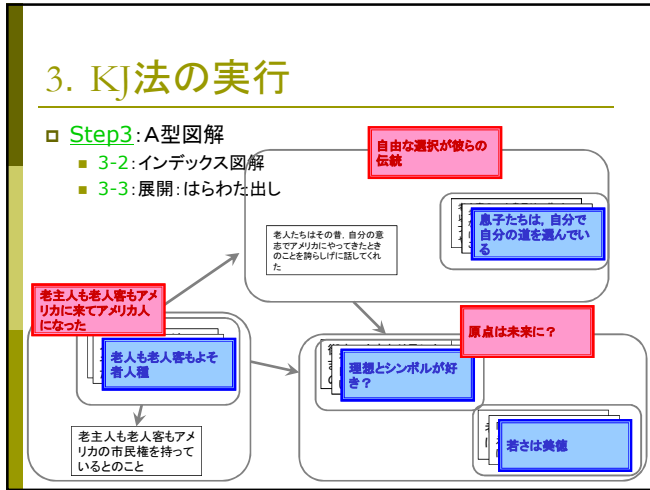 3. KJ法の実行
Step3:A型図解
3-2:インデックス図解
3-3:展開:はらわた出し
自由な選択が彼らの
伝統
息子たちは，自分で
自分の道を選んでい
る
老人たちはその昔，自分の意
志でアメリカにやってきたとき
のことを誇らしげに話してくれ
た
老主人も老人客もアメ
リカに来てアメリカ人
になった
原点は未来に？
老人も老人客もよそ
者人種
理想とシンボルが好
き？
老主人も老人客もアメ
リカの市民権を持って
いるとのこと
若さは美徳